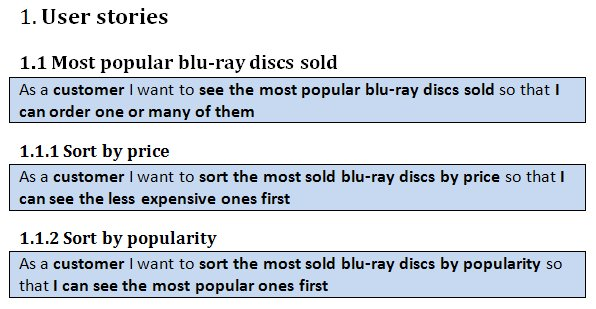 1. User stories
1.1 Most popular blu-ray discs sold
As a customer I want to see the most popular blu-ray discs sold so that I
can order one or many of them
1.1.1 Sort by price
As a customer I want to sort the most sold blu-ray discs by price so that I
can see the less expensive ones first
1.1.2 Sort by popularity
As a customer I want to sort the most sold blu-ray discs by popularity so
that I can see the most popular ones first